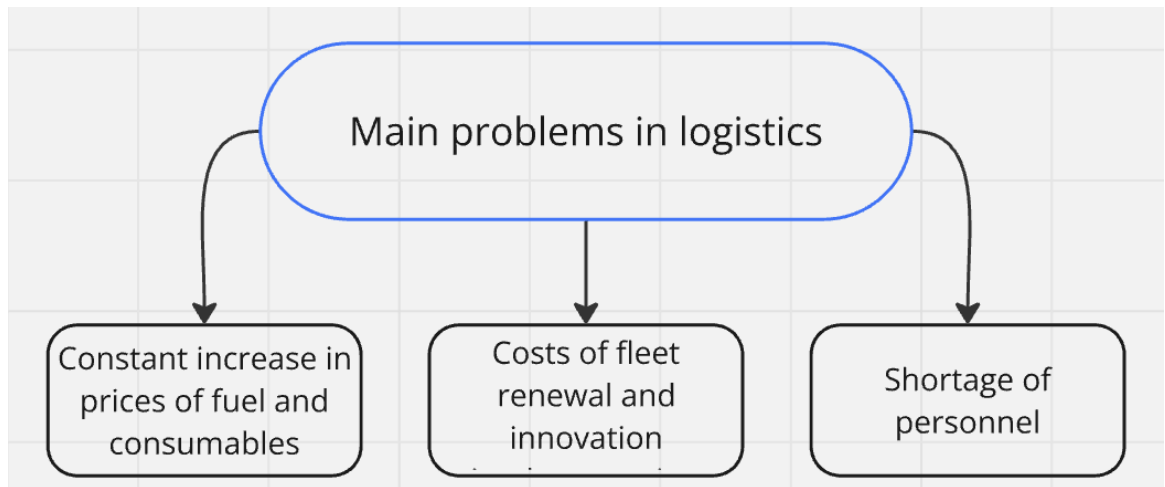 Main problems in logistics
Constant increase in
prices of fuel and
consumables
Costs of fleet
renewal and
innovation
Shortage of
personnel